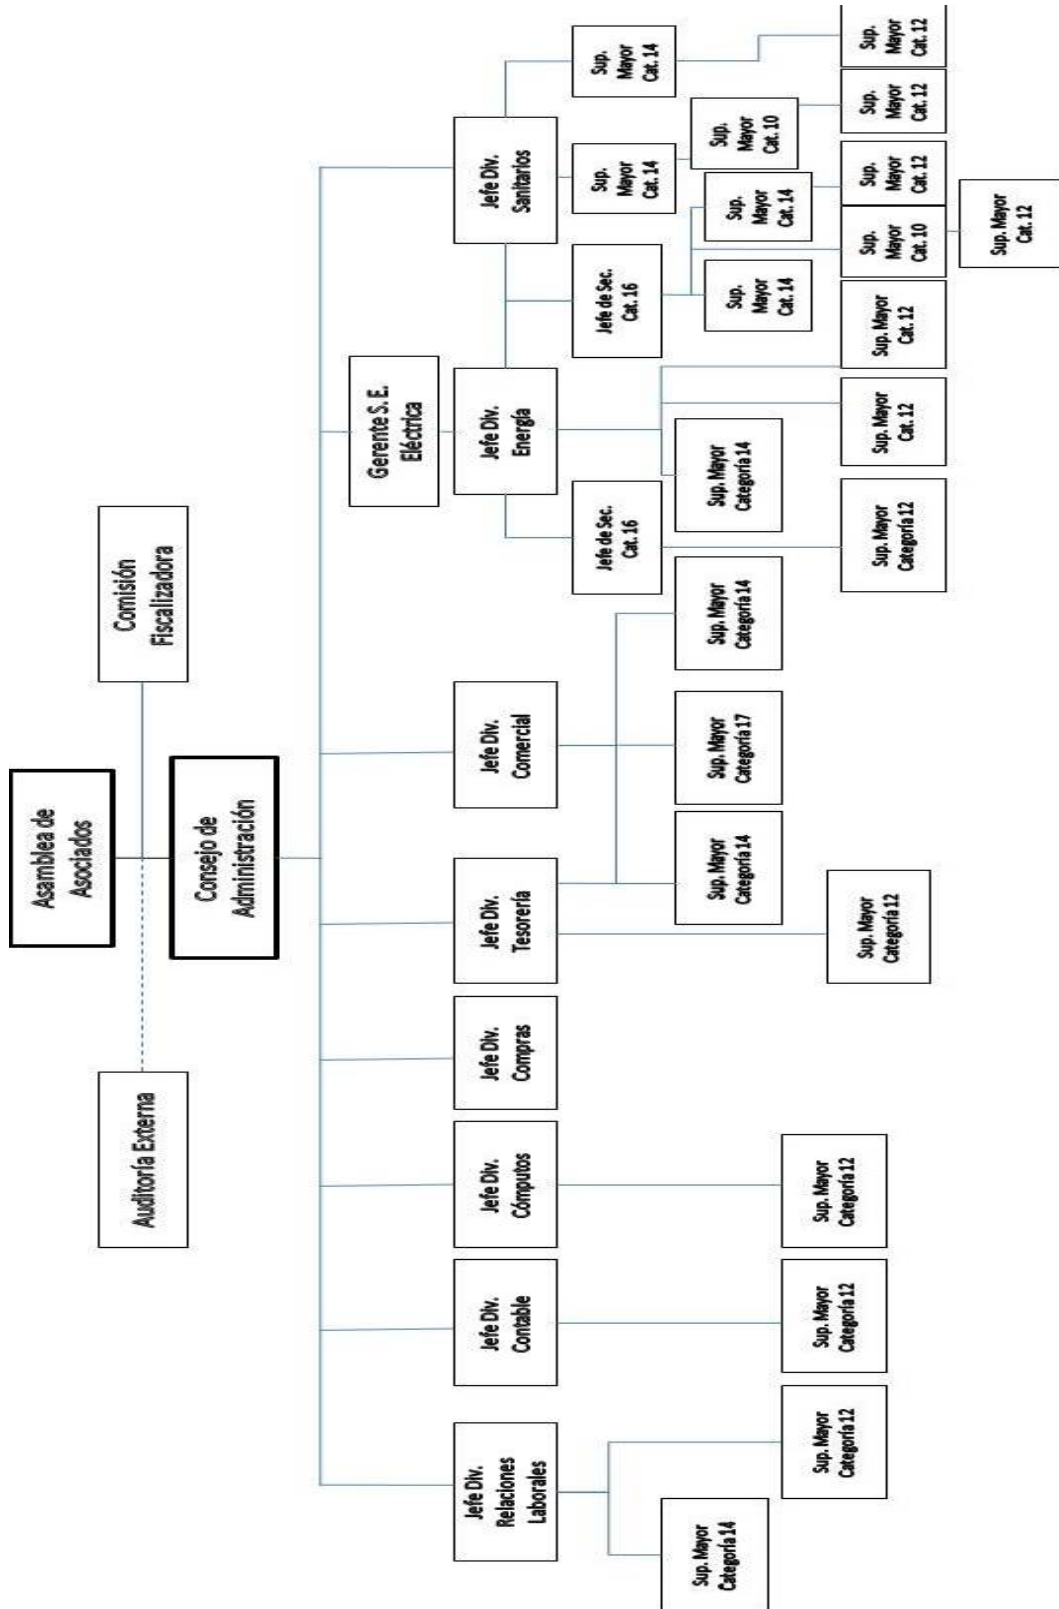 Asamblea de
Asociados
Auditoría Externa
Comisión
Fiscalizadora
Consejo de
Administración
Gerente S. E.
Eléctrica
Jefe Div.
Relaciones
Laborales
Jefe Div.
Contable
Jefe Div.
Cómputos
Jefe Div.
Compras
Jefe Div.
Tesorería
Jefe Div.
Comercial
Jefe Div.
Energía
Jefe Div.
Sanitarios
Jefe de Sec.
Cat. 16
Jefe de Sec.
Cat. 16
Sup.
Mayor
Cat. 14
Sup.
Mayor
Cat. 14
Sup. Mayor
Categoría 14
Sup. Mayor
Categoría 14
Sup. Mayor
Categoría 17
Sup. Mayor
Categoría 14
Sup. Mayor
Categoría 14
Sup.
Mayor
Cat. 14
Sup.
Mayor
Cat. 14
Sup.
Mayor
Cat. 10
Sup. Mayor
Categoría 12
Sup. Mayor
Categoría 12
Sup. Mayor
Categoría 12
Sup. Mayor
Categoría 12
Sup. Mayor
Categoría 12
Sup. Mayor
Cat. 12
Sup. Mayor
Cat. 12
Sup.
Mayor
Cat. 10
Sup.
Mayor
Cat. 12
Sup.
Mayor
Cat. 12
Sup.
Mayor
Cat. 12
Sup. Mayor
Cat. 12